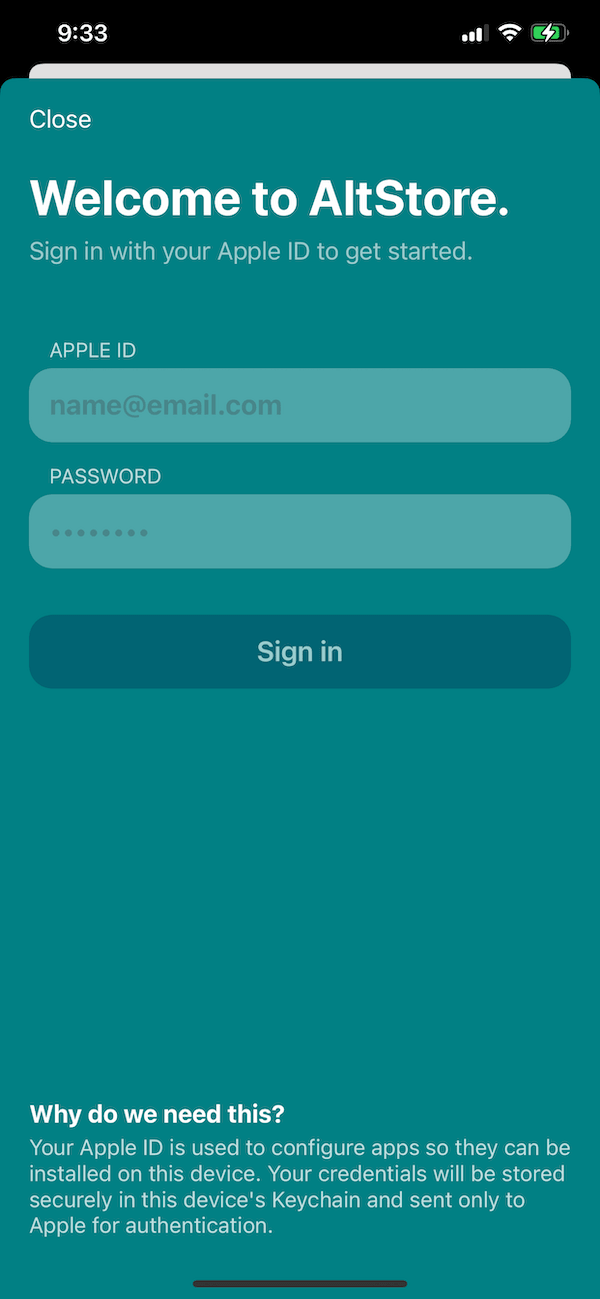 9:33
Close
Welcome to AltStore.
Sign in with your Apple ID to get started.
APPLE ID
name@email.com
PASSWORD
••••••••
Sign in
Why do we need this?
Your Apple ID is used to configure apps so they can be
installed on this device. Your credentials will be stored
securely in this device's Keychain and sent only to
Apple for authentication.